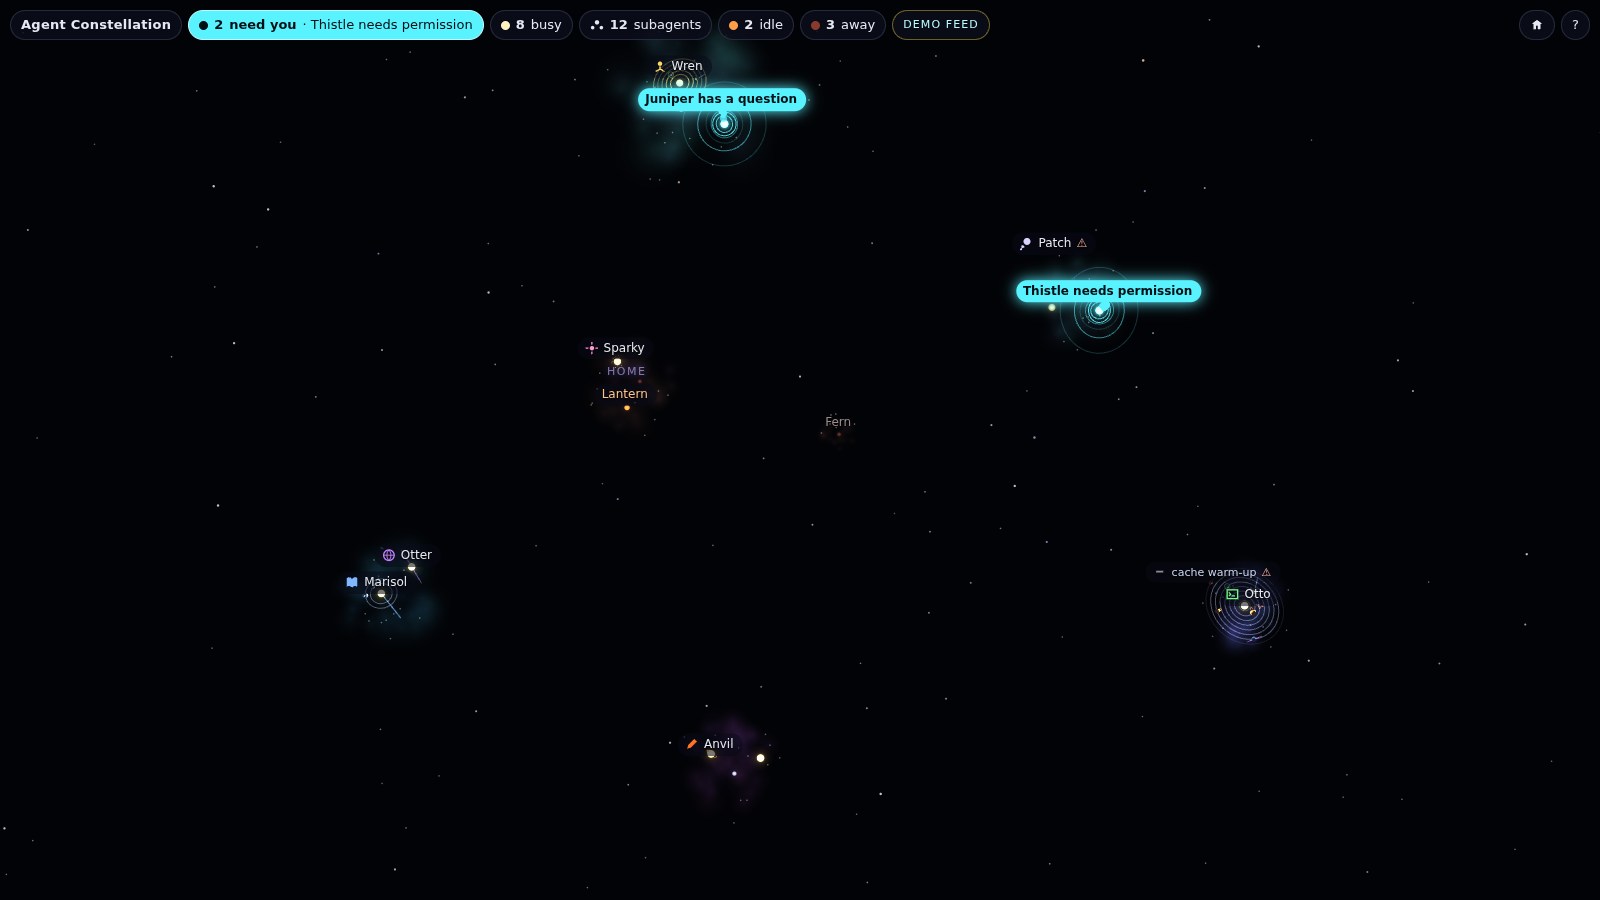 Agent Constellation
2 need you · Thistle needs permission
8 busy
12 subagents
2 idle
3 away
DEMO FEED
?
Wren
Juniper has a question
Patch ⚠
Thistle needs permission
Sparky
HOME
Lantern
Fern
Otter
Marisol
cache warm-up ⚠
Otto
Anvil